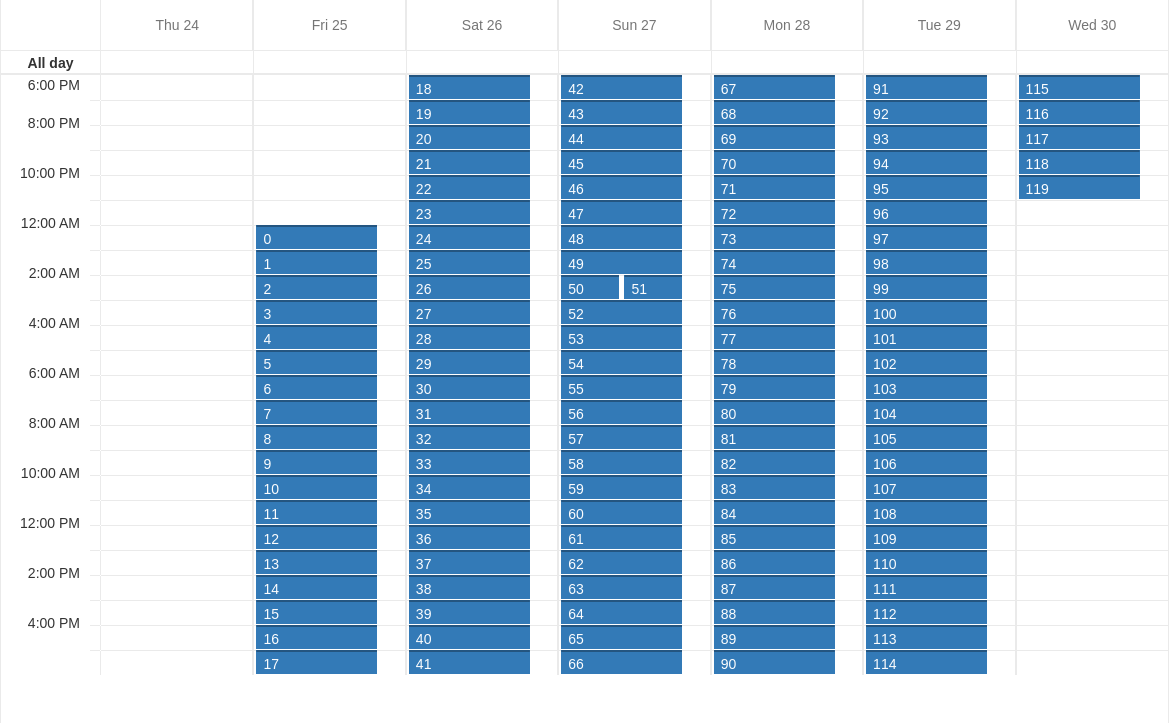 Thu 24 Fri 25 Sat 26 Sun 27 Mon 28 Tue 29 Wed 30
All day
6:00 PM 18 42 67 91 115
19 43 68 92 116
8:00 PM 20 44 69 93 117
21 45 70 94 118
10:00 PM 22 46 71 95 119
23 47 72 96
12:00 AM 0 24 48 73 97
1 25 49 74 98
2:00 AM 2 26 50 51 75 99
3 27 52 76 100
4:00 AM 4 28 53 77 101
5 29 54 78 102
6:00 AM 6 30 55 79 103
7 31 56 80 104
8:00 AM 8 32 57 81 105
9 33 58 82 106
10:00 AM 10 34 59 83 107
11 35 60 84 108
12:00 PM 12 36 61 85 109
13 37 62 86 110
2:00 PM 14 38 63 87 111
15 39 64 88 112
4:00 PM 16 40 65 89 113
17 41 66 90 114